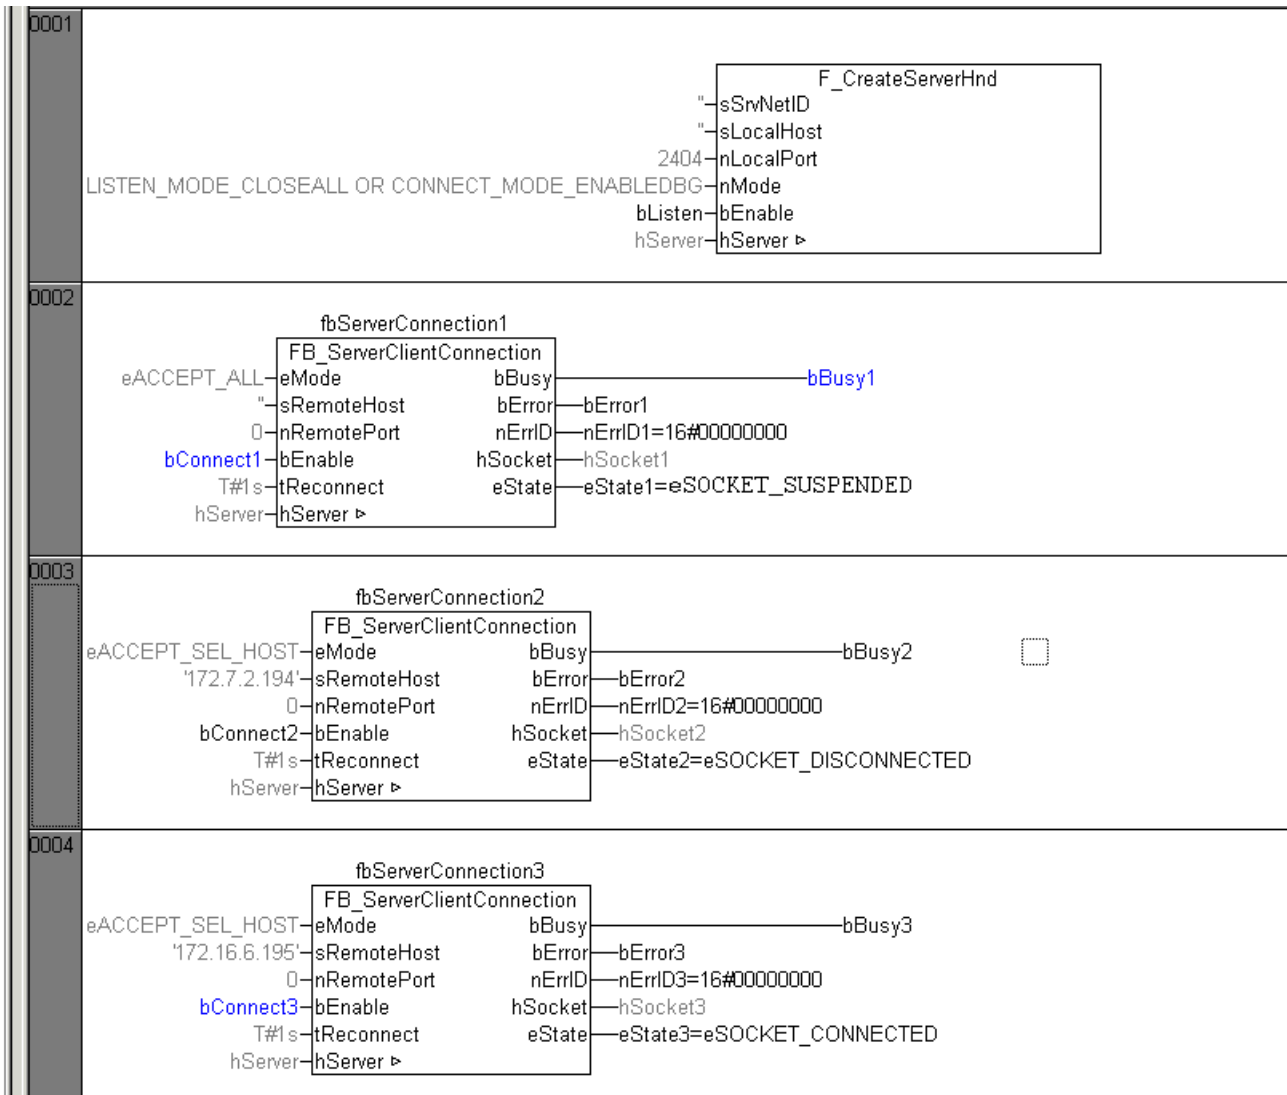 0001
F_CreateServerHnd
''sSrvNetID
''sLocalHost
2404 nLocalPort
LISTEN_MODE_CLOSEALL OR CONNECT_MODE_ENABLEDBG nMode
bListen bEnable
hServer hServer ▹
0002
fbServerConnection1
FB_ServerClientConnection
eACCEPT_ALL eMode bBusy bBusy1
'' sRemoteHost bError bError1
0 nRemotePort nErrID nErrID1=16#00000000
bConnect1 bEnable hSocket hSocket1
T#1s tReconnect eState eState1=eSOCKET_SUSPENDED
hServer hServer ▹
0003
fbServerConnection2
FB_ServerClientConnection
eACCEPT_SEL_HOST eMode bBusy bBusy2
'172.7.2.194' sRemoteHost bError bError2
0 nRemotePort nErrID nErrID2=16#00000000
bConnect2 bEnable hSocket hSocket2
T#1s tReconnect eState eState2=eSOCKET_DISCONNECTED
hServer hServer ▹
0004
fbServerConnection3
FB_ServerClientConnection
eACCEPT_SEL_HOST eMode bBusy bBusy3
'172.16.6.195' sRemoteHost bError bError3
0 nRemotePort nErrID nErrID3=16#00000000
bConnect3 bEnable hSocket hSocket3
T#1s tReconnect eState eState3=eSOCKET_CONNECTED
hServer hServer ▹